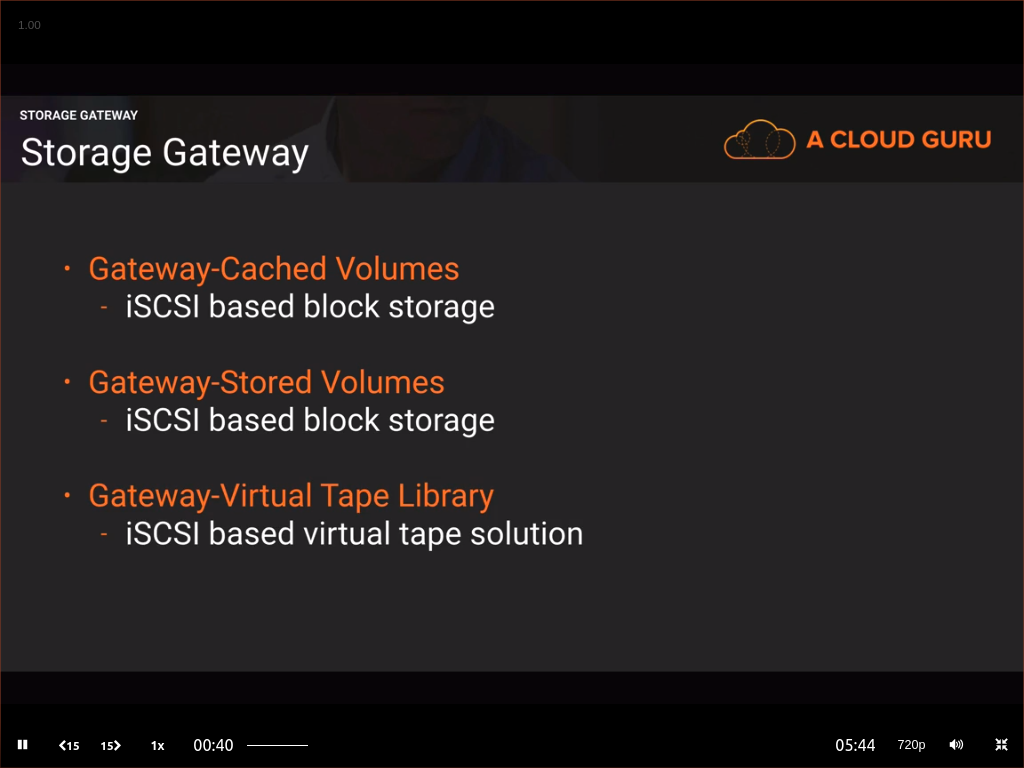 1.00
STORAGE GATEWAY
Storage Gateway
A CLOUD GURU
• Gateway-Cached Volumes
- iSCSI based block storage
• Gateway-Stored Volumes
- iSCSI based block storage
• Gateway-Virtual Tape Library
- iSCSI based virtual tape solution
15 15 1x 00:40 05:44 720p